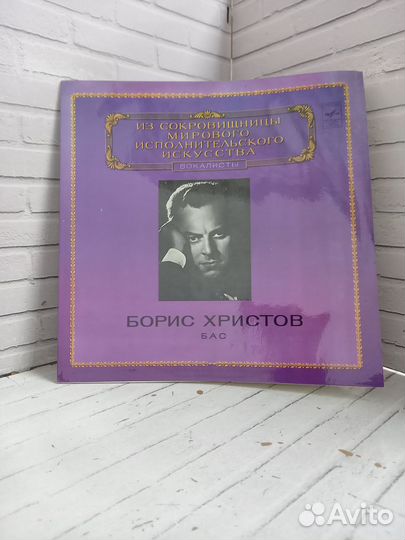 ИЗ СОКРОВИЩНИЦЫ
МИРОВОГО
ИСПОЛНИТЕЛЬСКОГО
ИСКУССТВА
ВОКАЛИСТЫ
БОРИС ХРИСТОВ
БАС
Avito